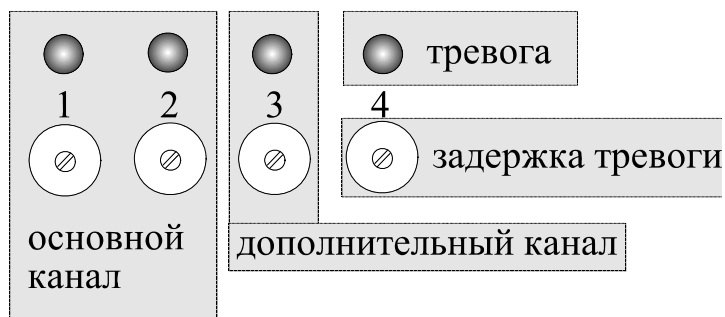 тревога
1 2 3 4
задержка тревоги
основной
канал
дополнительный канал